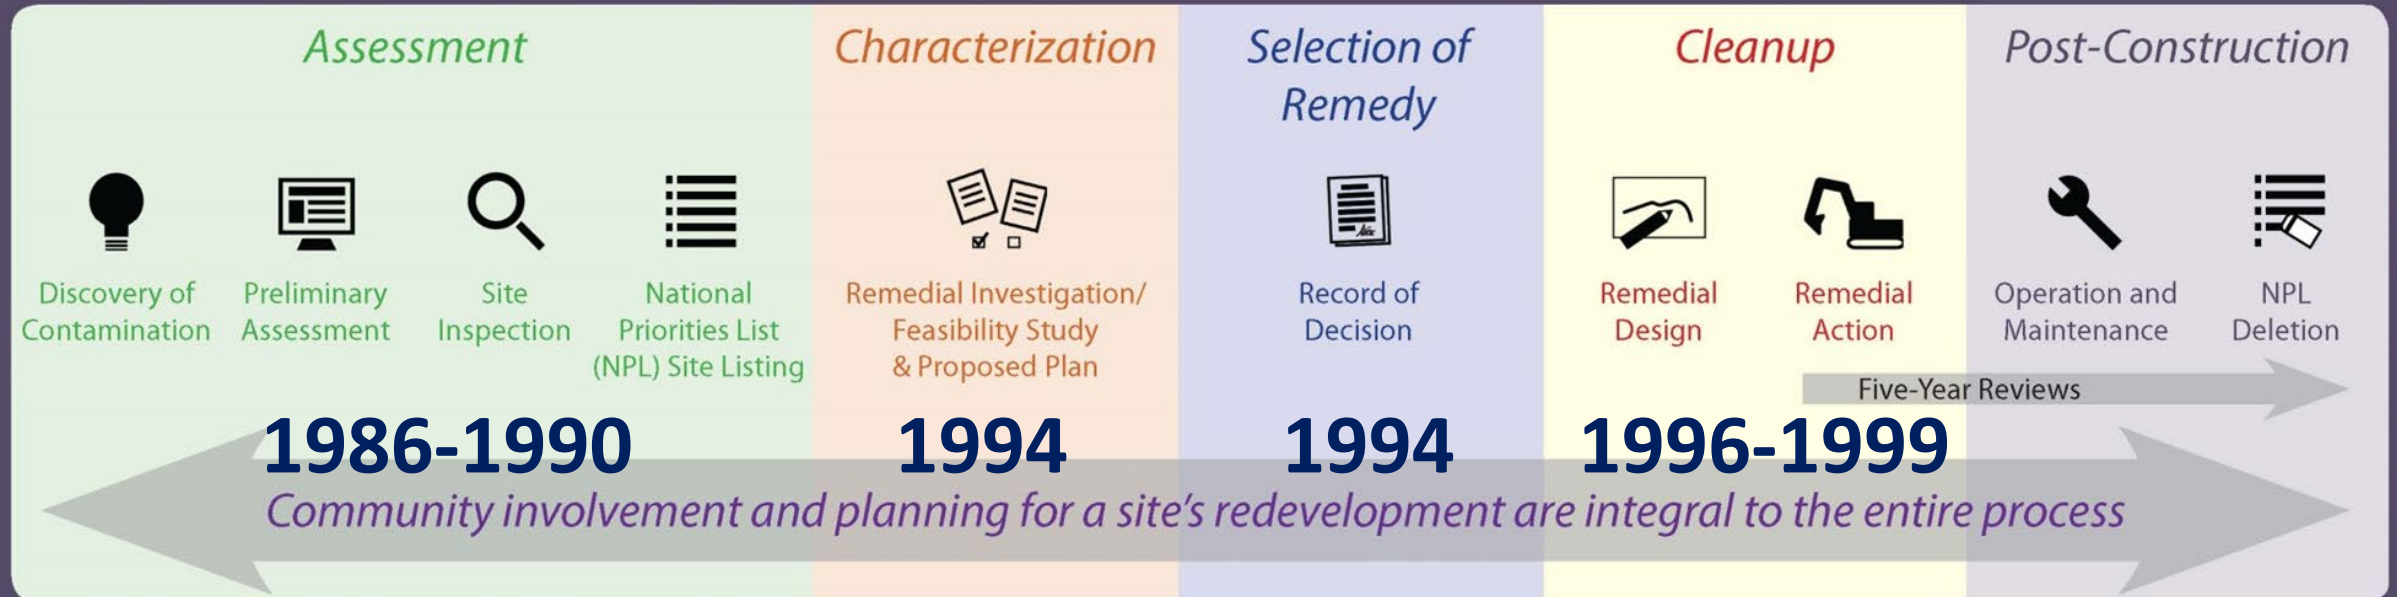 Assessment
Characterization
Selection of
Remedy
Cleanup
Post-Construction
Discovery of
Contamination
Preliminary
Assessment
Site
Inspection
National
Priorities List
(NPL) Site Listing
Remedial Investigation/
Feasibility Study
& Proposed Plan
Record of
Decision
Remedial
Design
Remedial
Action
Operation and
Maintenance
NPL
Deletion
Five-Year Reviews
1986-1990
1994
1994
1996-1999
Community involvement and planning for a site's redevelopment are integral to the entire process